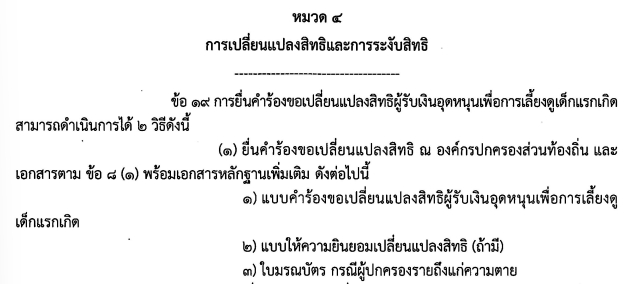 หมวด ๔
การเปลี่ยนแปลงสิทธิและการระงับสิทธิ
------------------------------------
ข้อ ๑๙ การยื่นคำร้องขอเปลี่ยนแปลงสิทธิผู้รับเงินอุดหนุนเพื่อการเลี้ยงดูเด็กแรกเกิด
สามารถดำเนินการได้ ๒ วิธีดังนี้
(๑) ยื่นคำร้องขอเปลี่ยนแปลงสิทธิ ณ องค์กรปกครองส่วนท้องถิ่น และ
เอกสารตาม ข้อ ๘ (๑) พร้อมเอกสารหลักฐานเพิ่มเติม ดังต่อไปนี้
๑) แบบคำร้องขอเปลี่ยนแปลงสิทธิผู้รับเงินอุดหนุนเพื่อการเลี้ยงดู
เด็กแรกเกิด
๒) แบบให้ความยินยอมเปลี่ยนแปลงสิทธิ (ถ้ามี)
๓) ใบมรณบัตร กรณีผู้ปกครองรายถึงแก่ความตาย